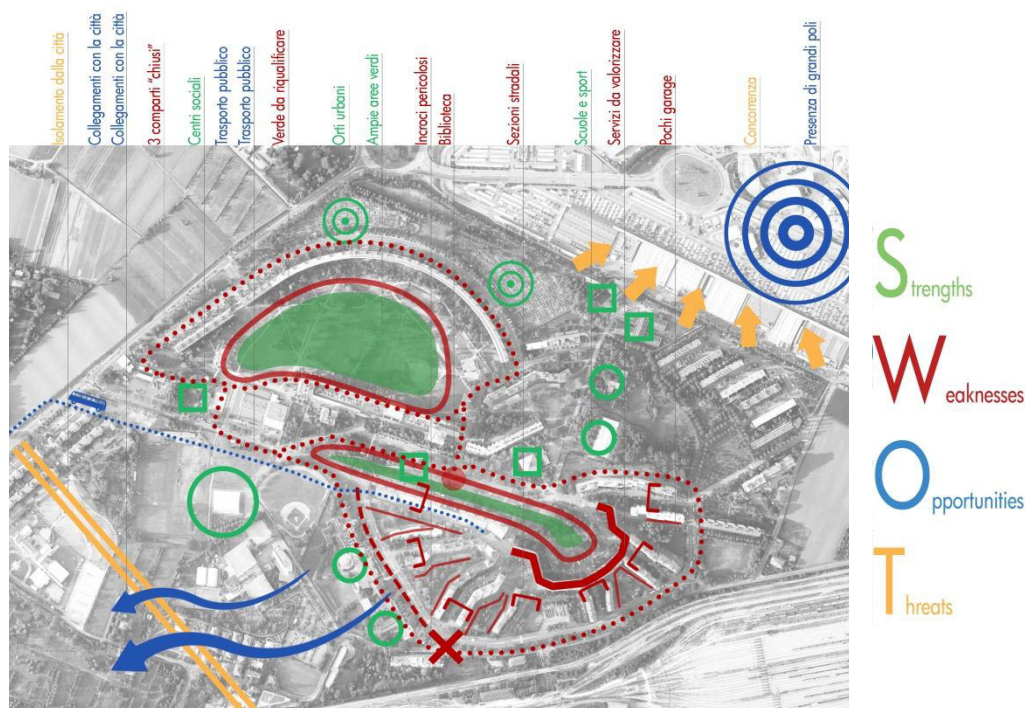 Isolamento dalla città
Collegamenti con la città
Collegamenti con la città
3 comparti "chiusi"
Centri sociali
Trasporto pubblico
Trasporto pubblico
Verde da riqualificare
Orti urbani
Ampie aree verdi
Incroci pericolosi
Biblioteca
Sezioni stradali
Scuole e sport
Servizi da valorizzare
Pochi garage
Concorrenza
Presenza di grandi poli
Strengths
Weaknesses
Opportunities
Threats